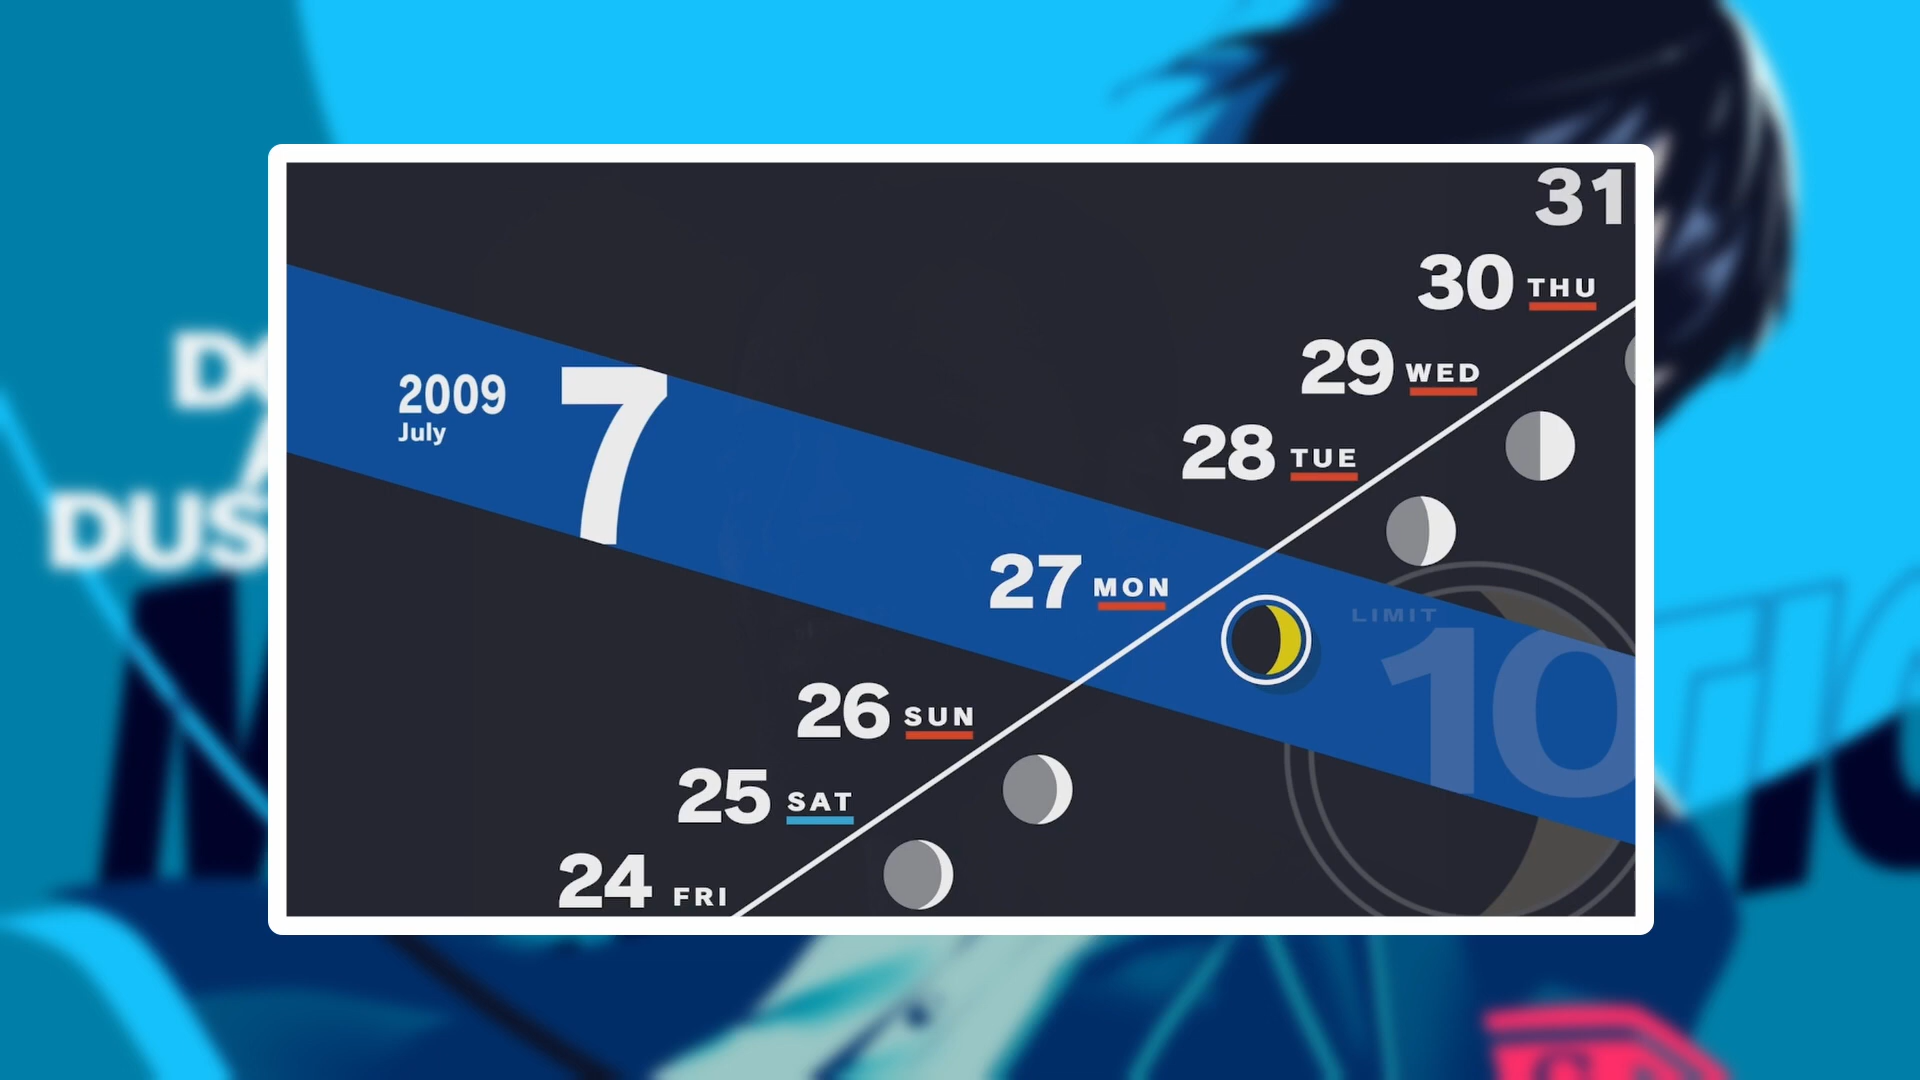 31
30 THU
29 WED
28 TUE
2009
July
7
27 MON
LIMIT
10
26 SUN
25 SAT
24 FRI
DUS